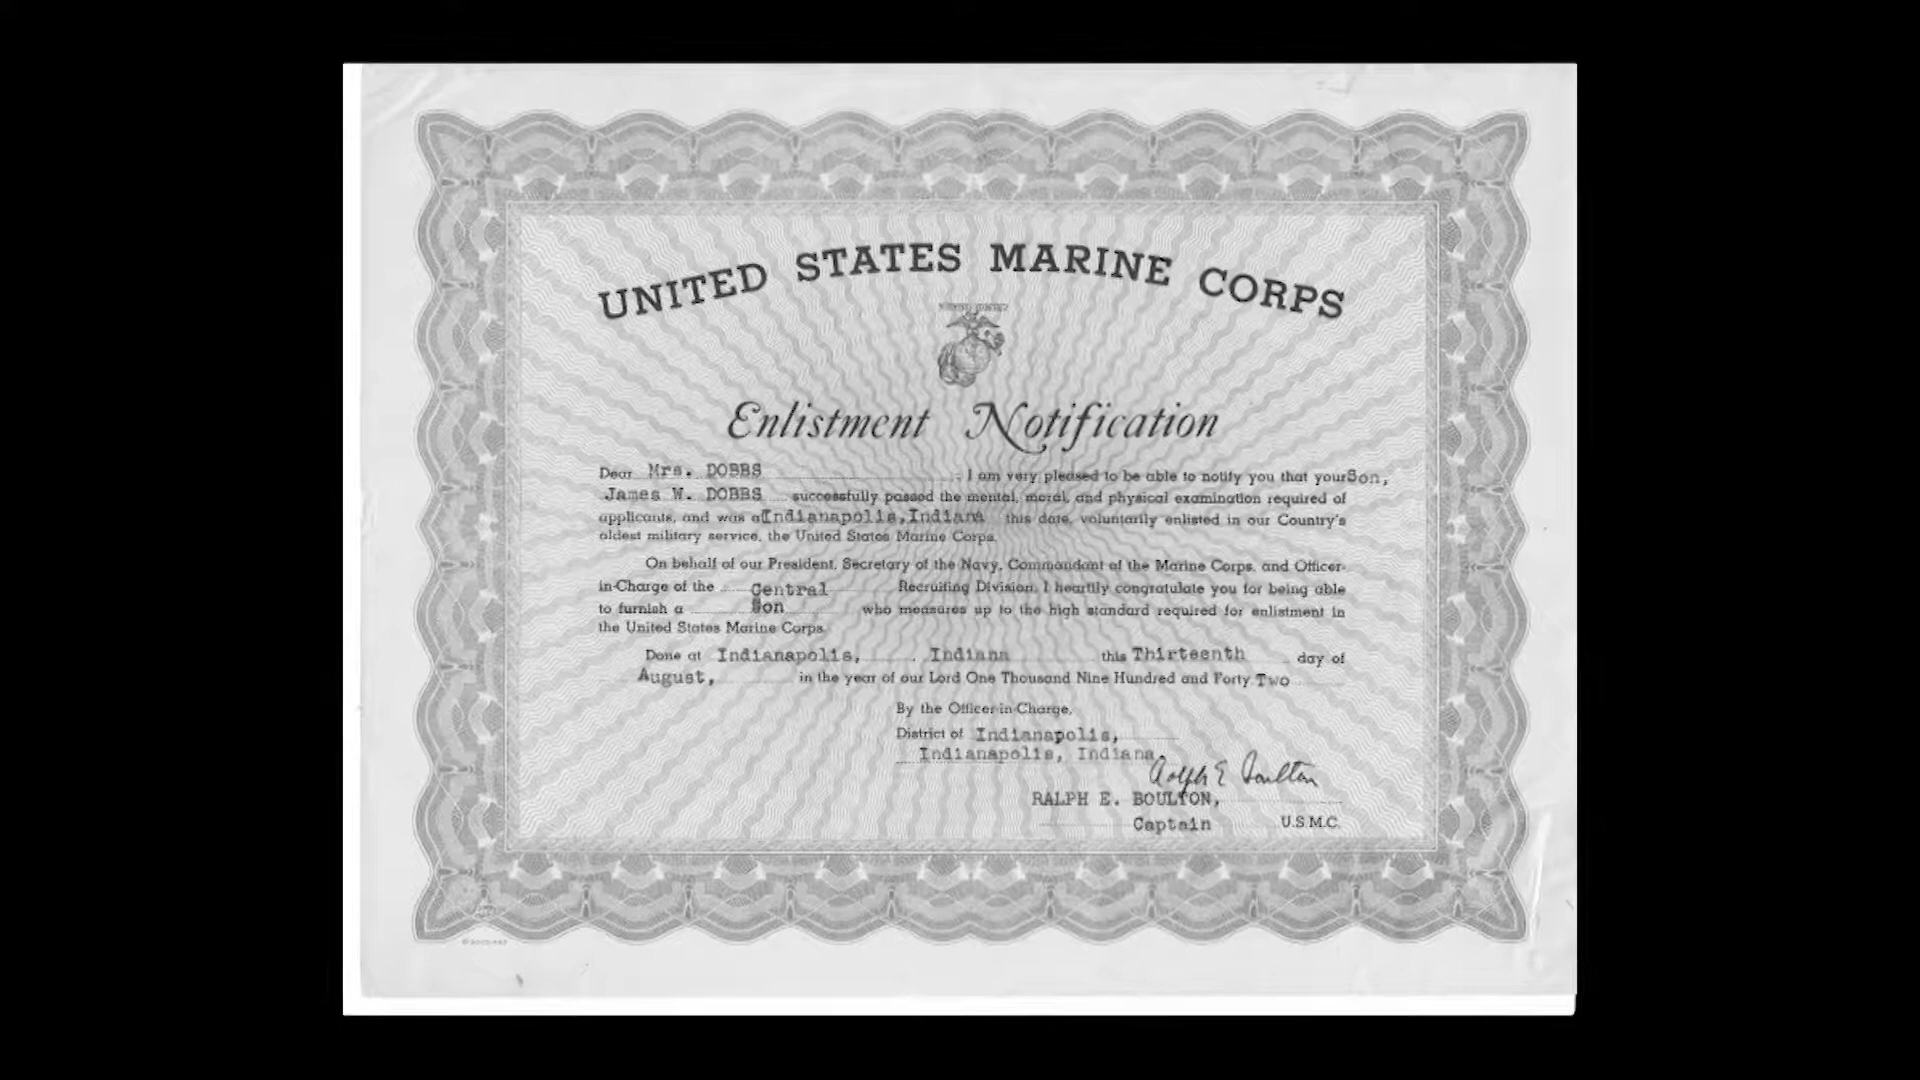 UNITED STATES MARINE CORPS
Enlistment Notification
Dear Mrs. DOBBS : I am very pleased to be able to notify you that your Son,
James W. DOBBS successfully passed the mental, moral, and physical examination required of
applicants, and was at Indianapolis, Indiana this date, voluntarily enlisted in our Country's
oldest military service, the United States Marine Corps.
On behalf of our President, Secretary of the Navy, Commandant of the Marine Corps, and Officer-
in-Charge of the Central Recruiting Division, I heartily congratulate you for being able
to furnish a Son who measures up to the high standard required for enlistment in
the United States Marine Corps.
Done at Indianapolis, Indiana this Thirteenth day of
August, in the year of our Lord One Thousand Nine Hundred and Forty Two
By the Officer-in-Charge,
District of Indianapolis,
Indianapolis, Indiana.
Ralph E Boulton
RALPH E. BOULTON,
Captain U.S.M.C.